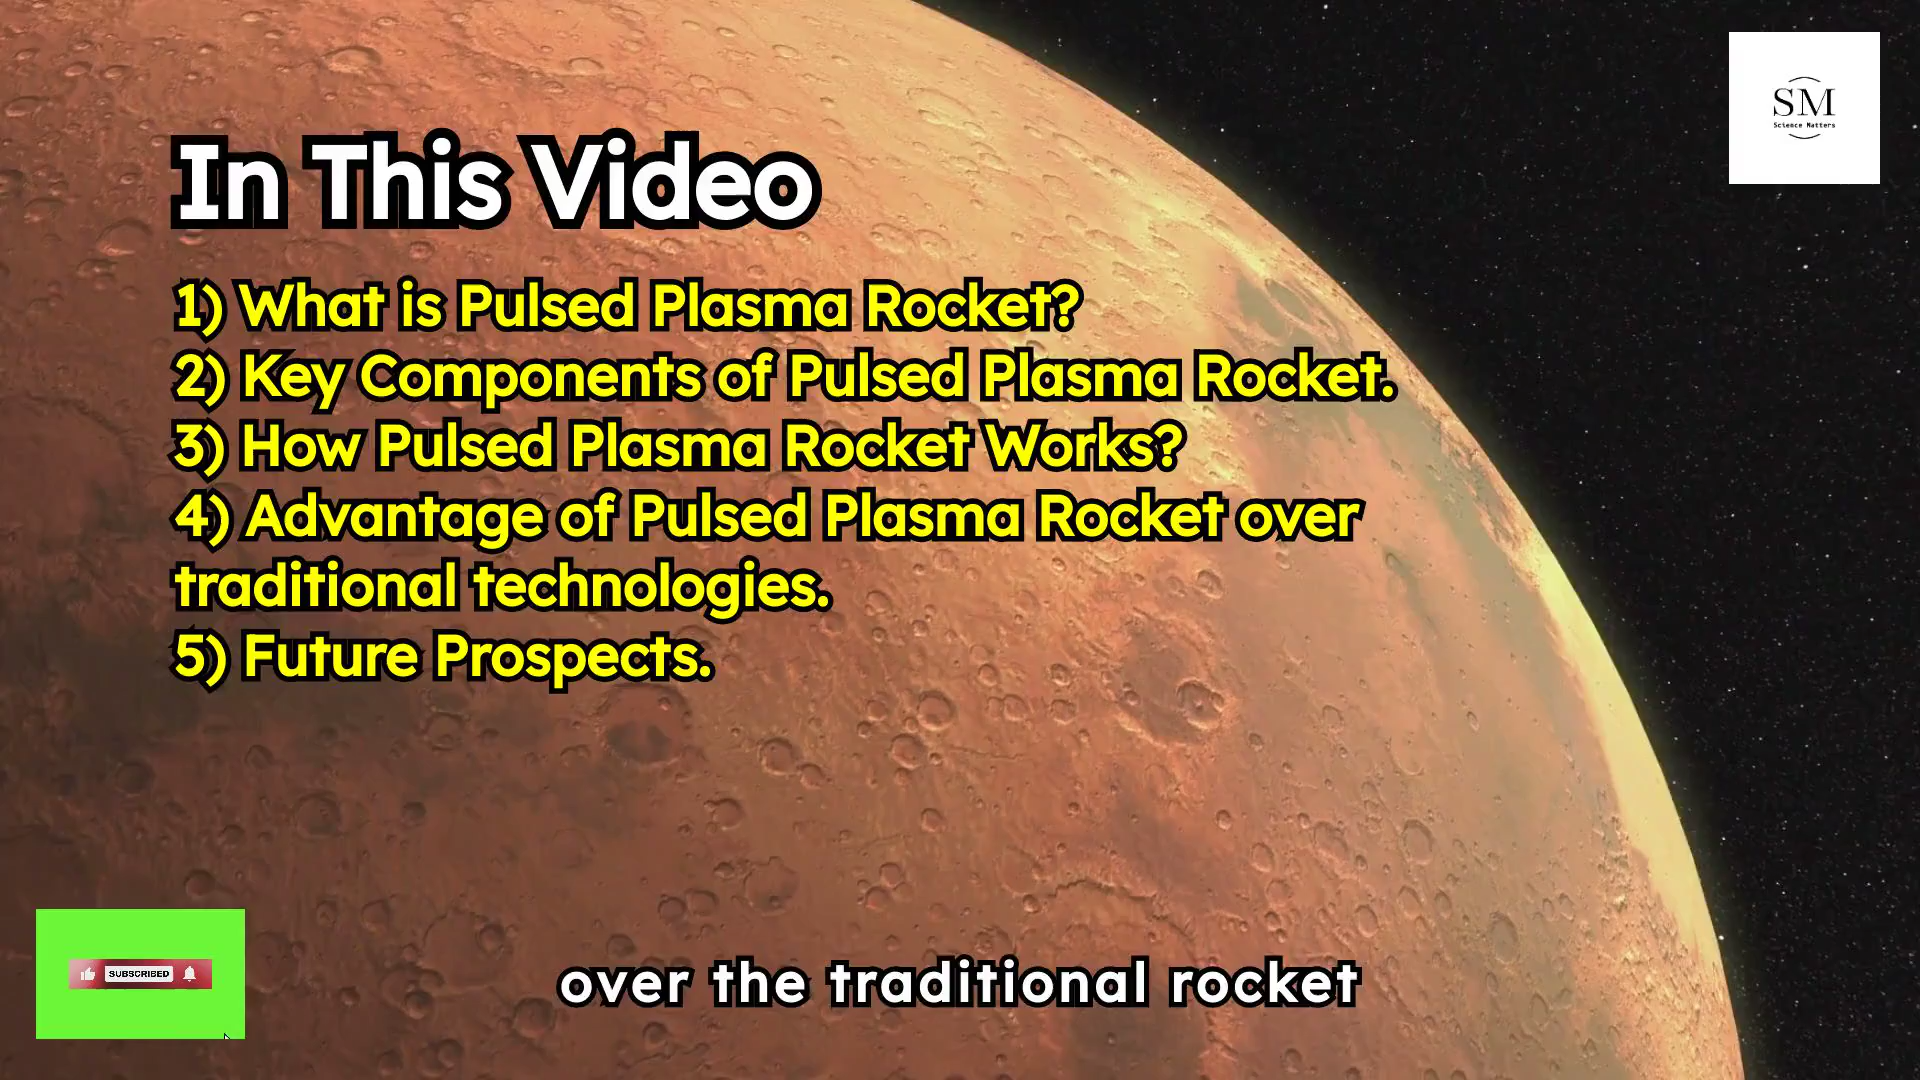 SM
Science Matters
In This Video
1) What is Pulsed Plasma Rocket?
2) Key Components of Pulsed Plasma Rocket.
3) How Pulsed Plasma Rocket Works?
4) Advantage of Pulsed Plasma Rocket over
traditional technologies.
5) Future Prospects.
SUBSCRIBED
over the traditional rocket